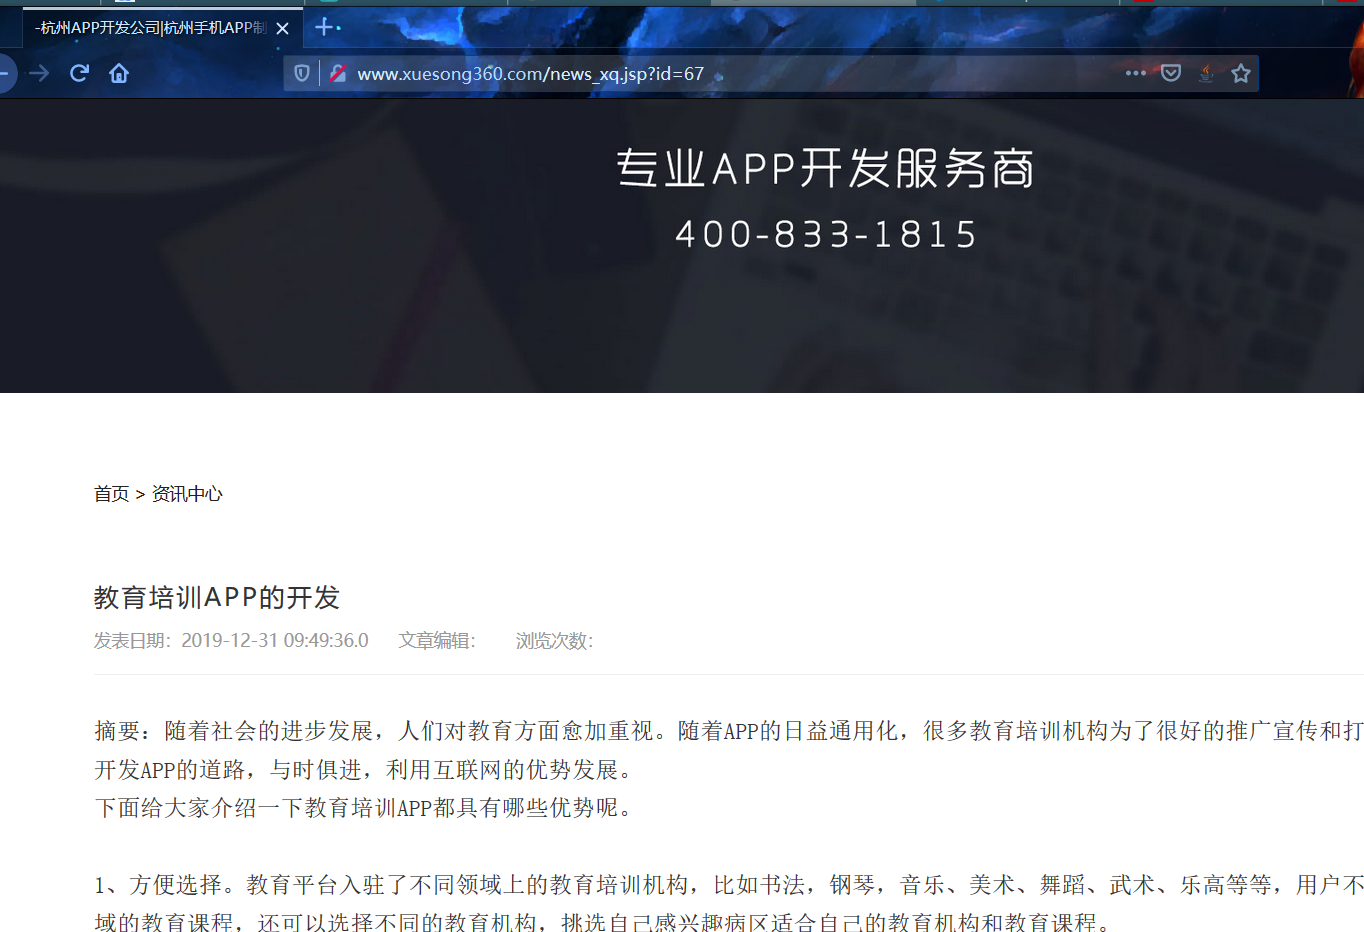 -杭州APP开发公司|杭州手机APP制
www.xuesong360.com/news_xq.jsp?id=67
专业APP开发服务商
400-833-1815
首页 > 资讯中心
教育培训APP的开发
发表日期：2019-12-31 09:49:36.0 文章编辑： 浏览次数：
摘要：随着社会的进步发展，人们对教育方面愈加重视。随着APP的日益通用化，很多教育培训机构为了很好的推广宣传和打
开发APP的道路，与时俱进，利用互联网的优势发展。
下面给大家介绍一下教育培训APP都具有哪些优势呢。
1、方便选择。教育平台入驻了不同领域上的教育培训机构，比如书法，钢琴，音乐、美术、舞蹈、武术、乐高等等，用户不
域的教育课程，还可以选择不同的教育机构，挑选自己感兴趣病区适合自己的教育机构和教育课程。